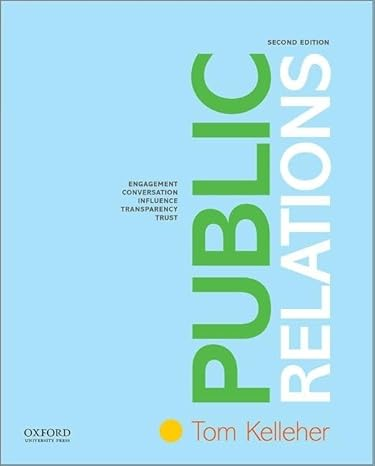 SECOND EDITION
PUBLIC
RELATIONS
ENGAGEMENT
CONVERSATION
INFLUENCE
TRANSPARENCY
TRUST
Tom Kelleher
OXFORD
UNIVERSITY PRESS